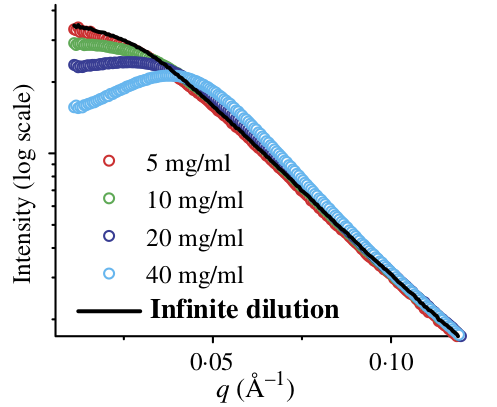 Intensity (log scale)
5 mg/ml
10 mg/ml
20 mg/ml
40 mg/ml
Infinite dilution
0·05
0·10
q (Å⁻¹)